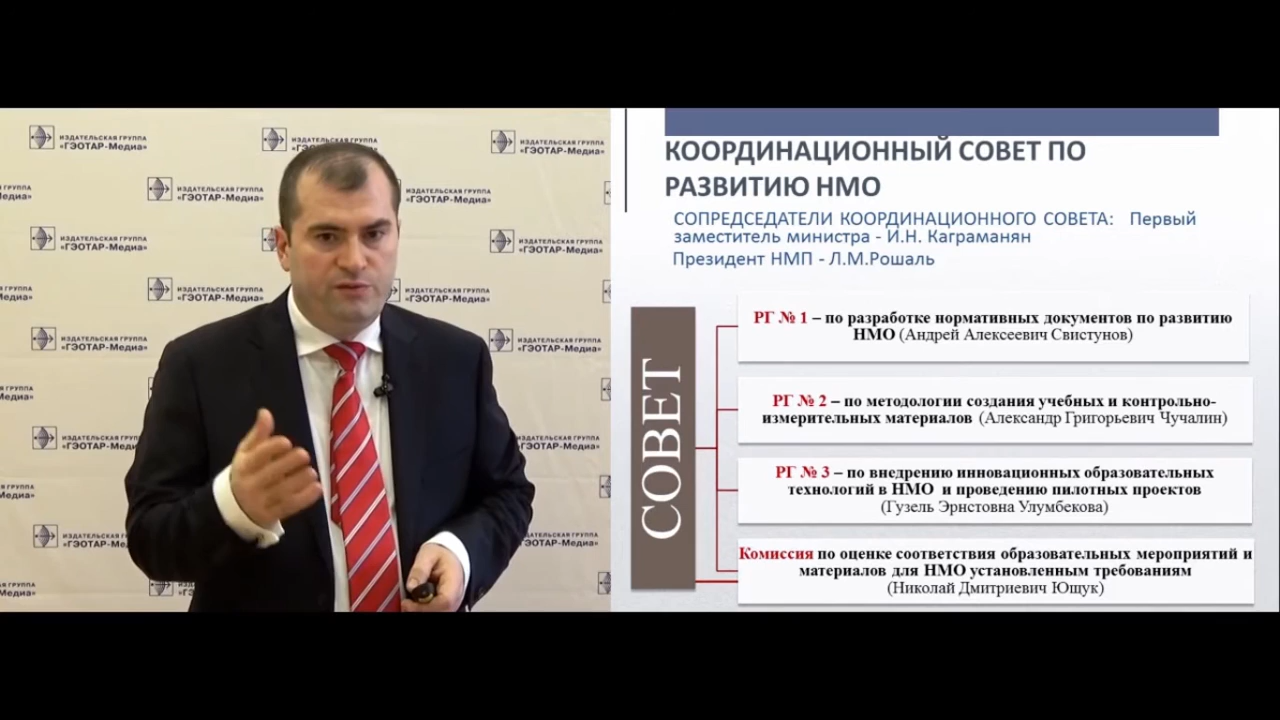 ИЗДАТЕЛЬСКАЯ ГРУППА
«ГЭОТАР-Медиа»
КООРДИНАЦИОННЫЙ СОВЕТ ПО
РАЗВИТИЮ НМО
СОПРЕДСЕДАТЕЛИ КООРДИНАЦИОННОГО СОВЕТА: Первый
заместитель министра - И.Н. Каграманян
Президент НМП - Л.М.Рошаль
СОВЕТ
РГ № 1 – по разработке нормативных документов по развитию
НМО (Андрей Алексеевич Свистунов)
РГ № 2 – по методологии создания учебных и контрольно-
измерительных материалов (Александр Григорьевич Чучалин)
РГ № 3 – по внедрению инновационных образовательных
технологий в НМО и проведению пилотных проектов
(Гузель Эрнстовна Улумбекова)
Комиссия по оценке соответствия образовательных мероприятий и
материалов для НМО установленным требованиям
(Николай Дмитриевич Ющук)